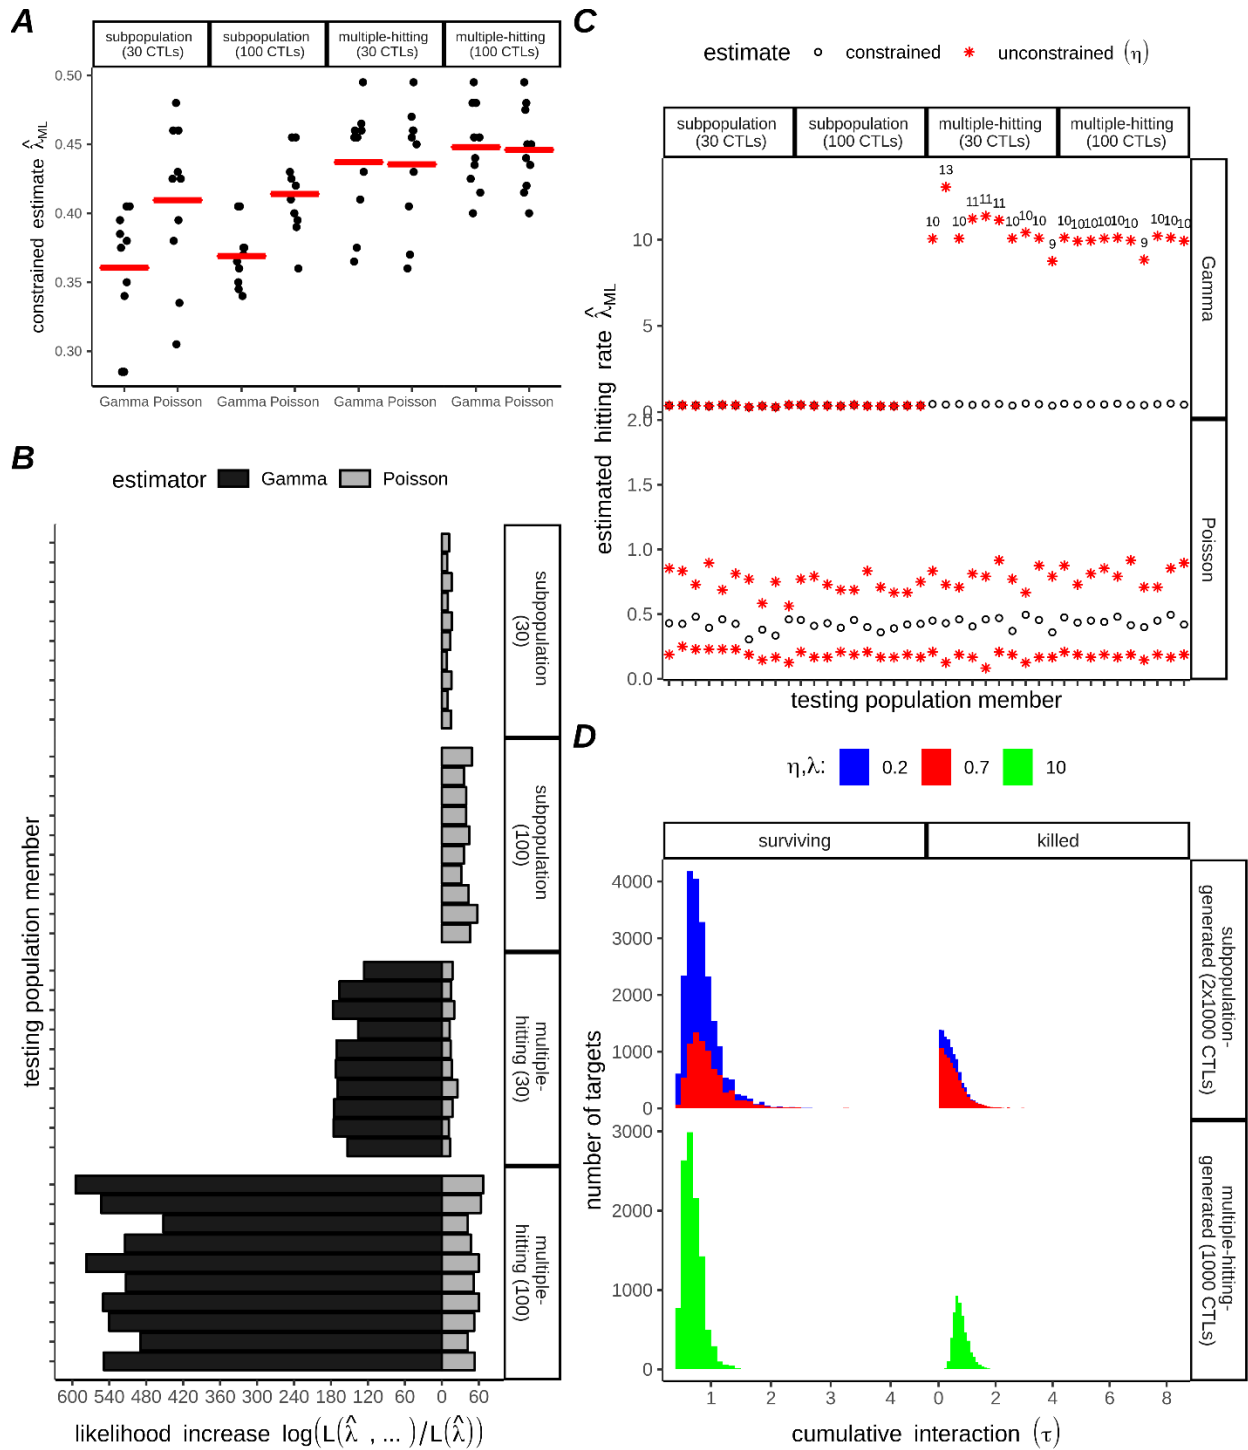 A
subpopulation
(30 CTLs)
subpopulation
(100 CTLs)
multiple-hitting
(30 CTLs)
multiple-hitting
(100 CTLs)
constrained estimate λ̂ML
0.50
0.45
0.40
0.35
0.30
Gamma Poisson
Gamma Poisson
Gamma Poisson
Gamma Poisson
B
estimator Gamma Poisson
testing population member
subpopulation
(30)
subpopulation
(100)
multiple-
hitting (30)
multiple-
hitting (100)
600 540 480 420 360 300 240 180 120 60 0 60
likelihood increase log(L(λ̂ , ... )/L(λ̂))
C
estimate constrained unconstrained (η)
subpopulation
(30 CTLs)
subpopulation
(100 CTLs)
multiple-hitting
(30 CTLs)
multiple-hitting
(100 CTLs)
estimated hitting rate λ̂ML
10
5
0
10 13 10 11 11 11 10 10 10 9 10 10 10 10 10 10 9 10 10 10
Gamma
2.0
1.5
1.0
0.5
0.0
Poisson
testing population member
D
η,λ: 0.2 0.7 10
surviving
killed
number of targets
4000
3000
2000
1000
0
subpopulation-
generated (2x1000 CTLs)
3000
2000
1000
0
multiple-hitting-
generated (1000 CTLs)
1 2 3 4 0 2 4 6 8
cumulative interaction (τ)